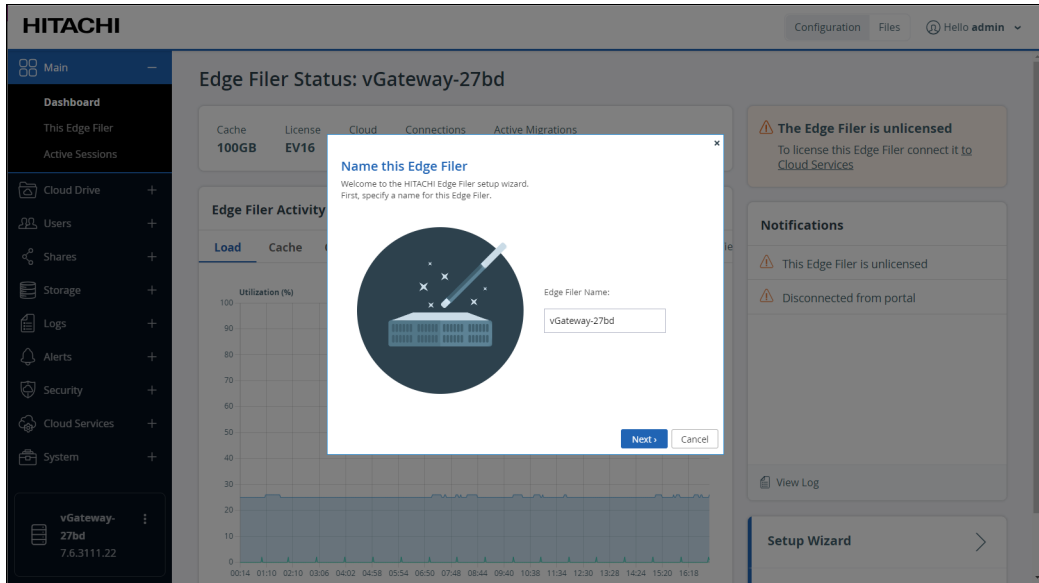 HITACHI
Configuration Files Hello admin
Main
Dashboard
This Edge Filer
Active Sessions
Cloud Drive
Users
Shares
Storage
Logs
Alerts
Security
Cloud Services
System
vGateway-
27bd
7.6.3111.22
Edge Filer Status: vGateway-27bd
Cache License Cloud Connections Active Migrations
100GB EV16
Edge Filer Activity
Load Cache
Utilization (%)
100
90
80
70
60
50
40
30
20
10
0
00:14 01:10 02:10 03:06 04:02 04:58 05:54 06:50 07:48 08:44 09:40 10:38 11:34 12:30 13:28 14:24 15:20 16:18
Name this Edge Filer
Welcome to the HITACHI Edge Filer setup wizard.
First, specify a name for this Edge Filer.
Edge Filer Name:
vGateway-27bd
Next › Cancel
The Edge Filer is unlicensed
To license this Edge Filer connect it to
Cloud Services
Notifications
This Edge Filer is unlicensed
Disconnected from portal
View Log
Setup Wizard